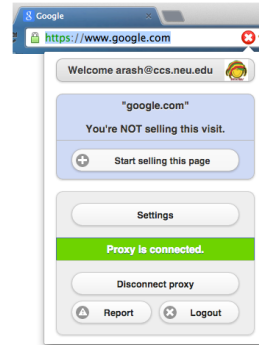 Google
https://www.google.com
Welcome arash@ccs.neu.edu
"google.com"
You're NOT selling this visit.
Start selling this page
Settings
Proxy is connected.
Disconnect proxy
Report Logout